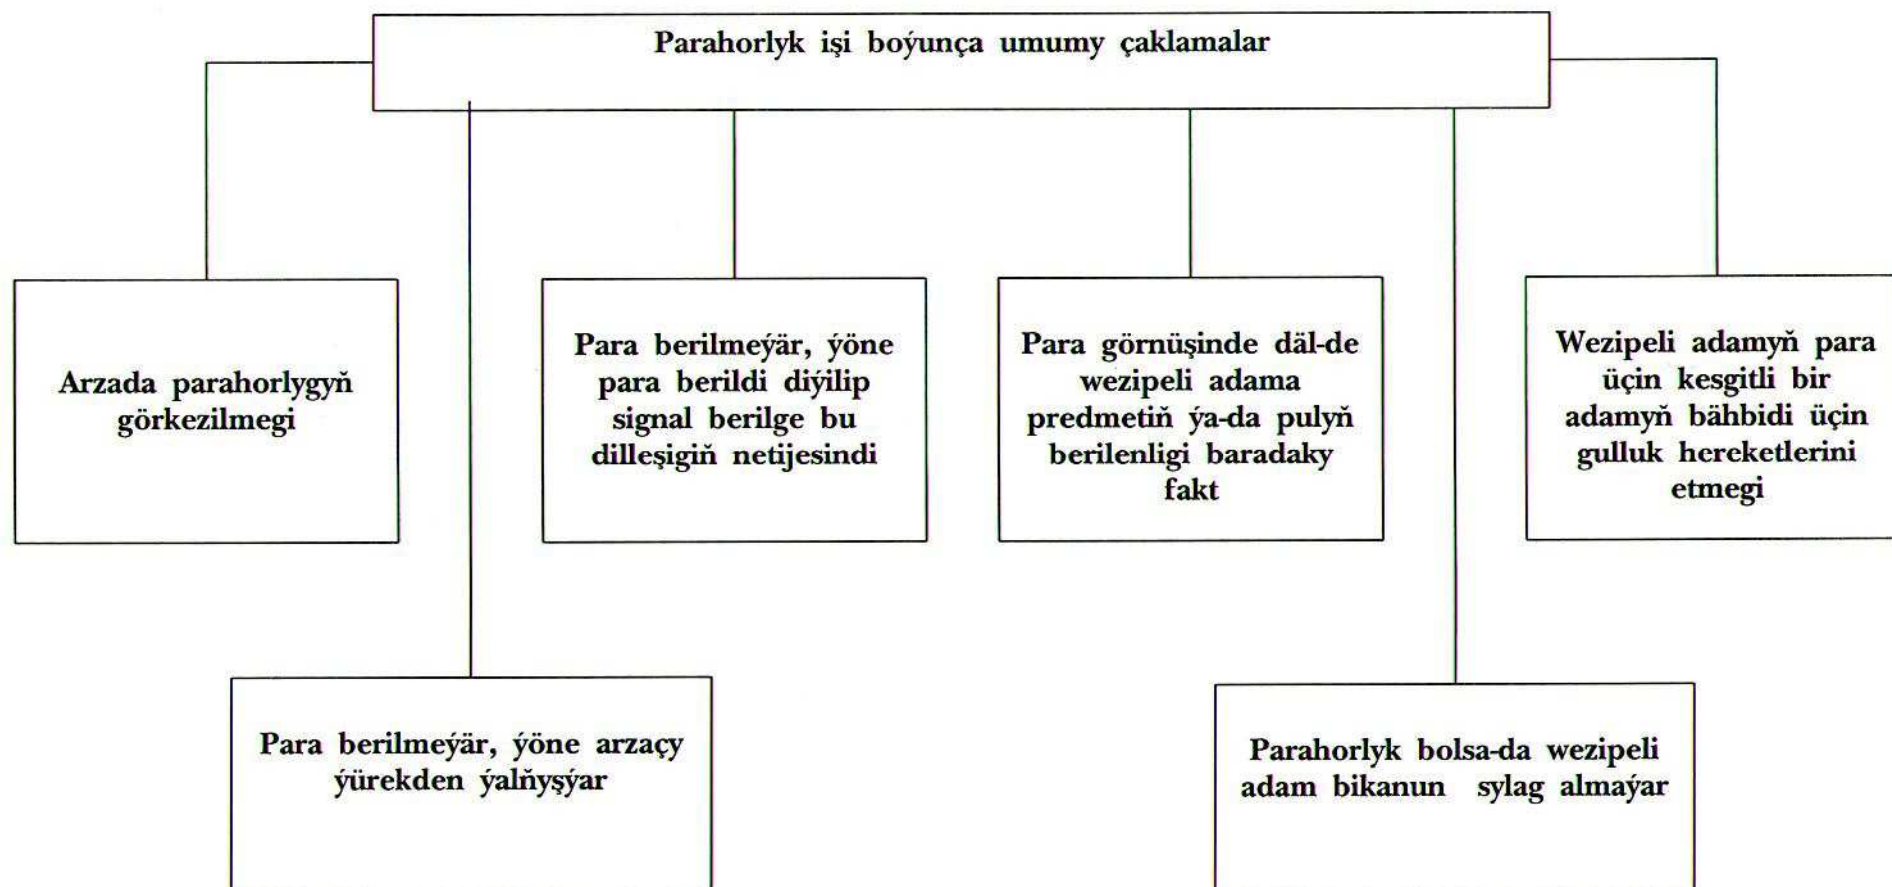 Parahorlyk işi boýunça umumy çaklamalar
Arzada parahorlygyň
görkezilmegi
Para berilmeýär, ýöne
para berildi diýilip
signal berilge bu
dilleşigiň netijesindi
Para görnüşinde däl-de
wezipeli adama
predmetiň ýa-da pulyň
berilenligi baradaky
fakt
Wezipeli adamyň para
üçin kesgitli bir
adamyň bähbidi üçin
gulluk hereketlerini
etmegi
Para berilmeýär, ýöne arzaçy
ýürekden ýalňyşýar
Parahorlyk bolsa-da wezipeli
adam bikanun sylag almaýar